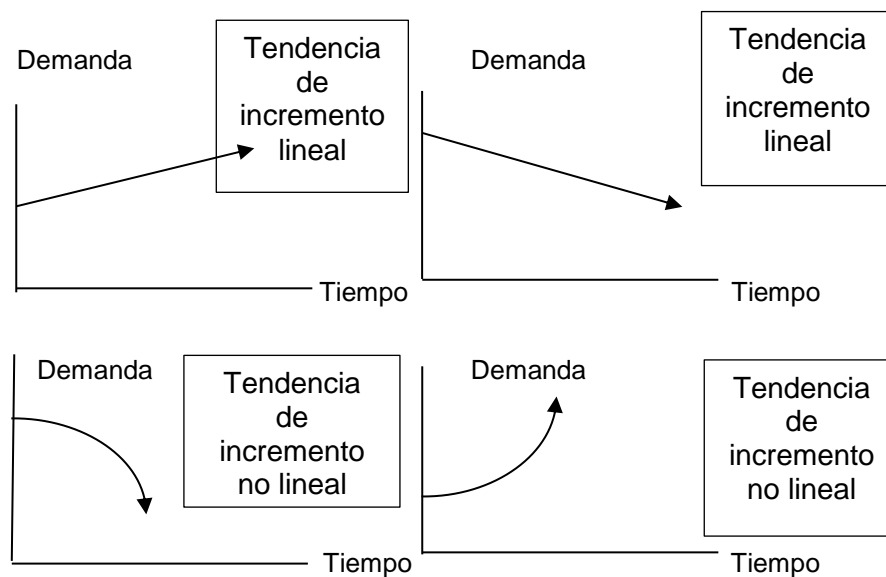 Demanda
Tendencia
de
incremento
lineal
Tiempo
Demanda
Tendencia
de
incremento
lineal
Tiempo
Demanda
Tendencia
de
incremento
no lineal
Tiempo
Demanda
Tendencia
de
incremento
no lineal
Tiempo